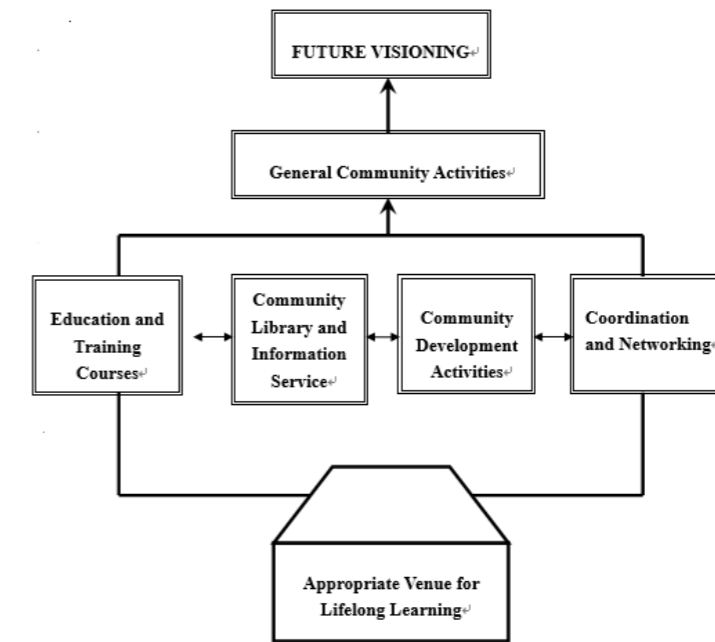 FUTURE VISIONING
General Community Activities
Education and
Training
Courses
Community
Library and
Information
Service
Community
Development
Activities
Coordination
and Networking
Appropriate Venue for
Lifelong Learning